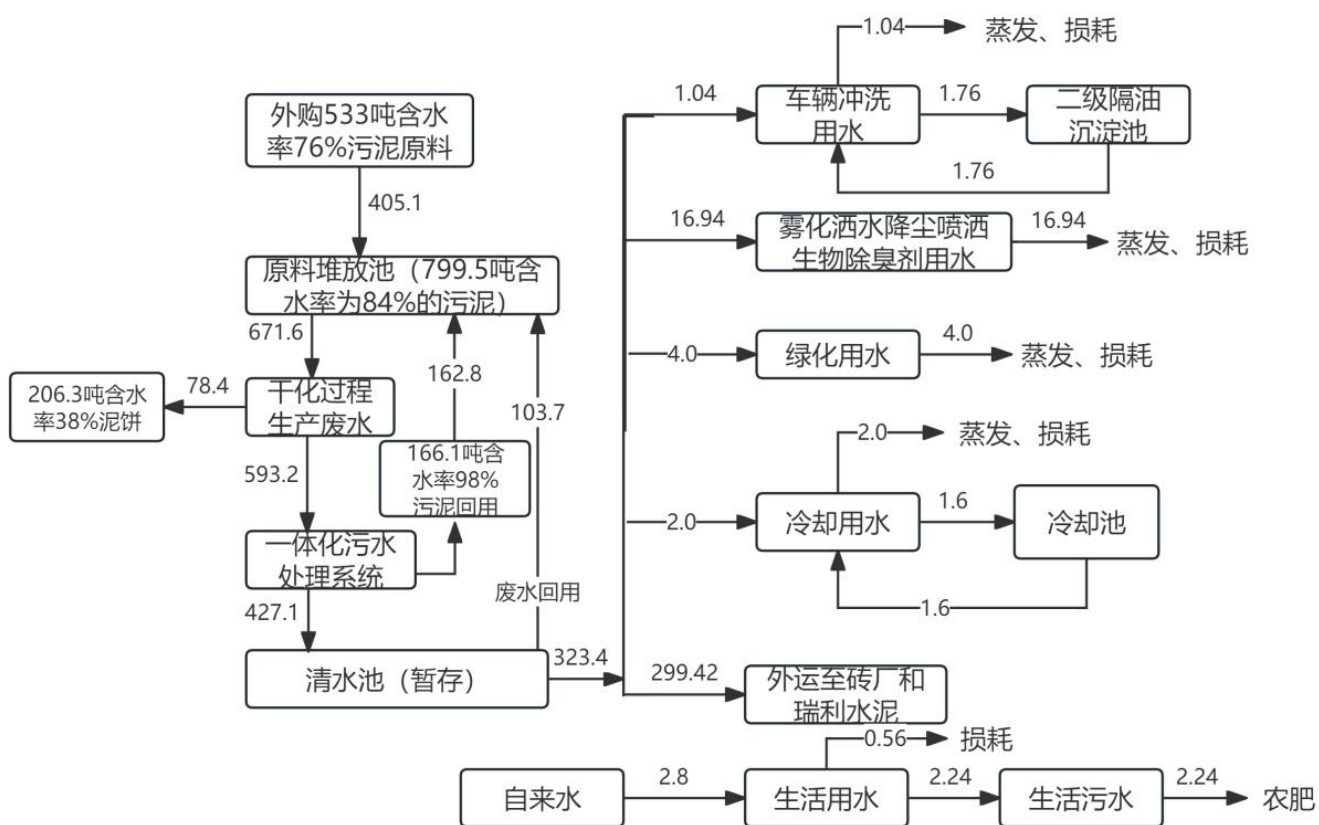 外购533吨含水
率76%污泥原料
405.1
原料堆放池（799.5吨含
水率为84%的污泥）
671.6
162.8
103.7
206.3吨含水
率38%泥饼
78.4
干化过程
生产废水
593.2
166.1吨含
水率98%
污泥回用
一体化污水
处理系统
427.1
废水回用
清水池（暂存）
323.4
1.04
车辆冲洗
用水
1.04
蒸发、损耗
1.76
二级隔油
沉淀池
1.76
16.94
雾化洒水降尘喷洒
生物除臭剂用水
16.94
蒸发、损耗
4.0
绿化用水
4.0
蒸发、损耗
2.0
冷却用水
2.0
蒸发、损耗
1.6
冷却池
1.6
299.42
外运至砖厂和
瑞利水泥
自来水
2.8
生活用水
0.56
损耗
2.24
生活污水
2.24
农肥